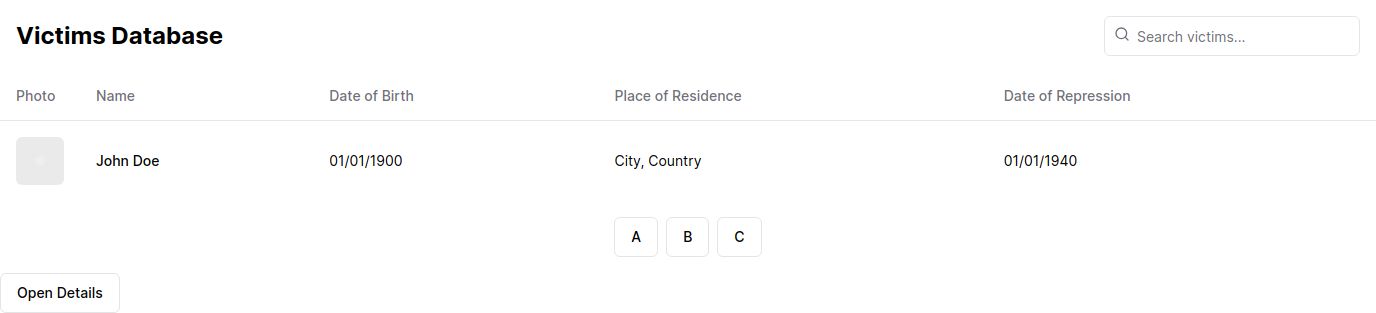 Victims Database
Search victims...
Photo Name Date of Birth Place of Residence Date of Repression
John Doe 01/01/1900 City, Country 01/01/1940
A B C
Open Details